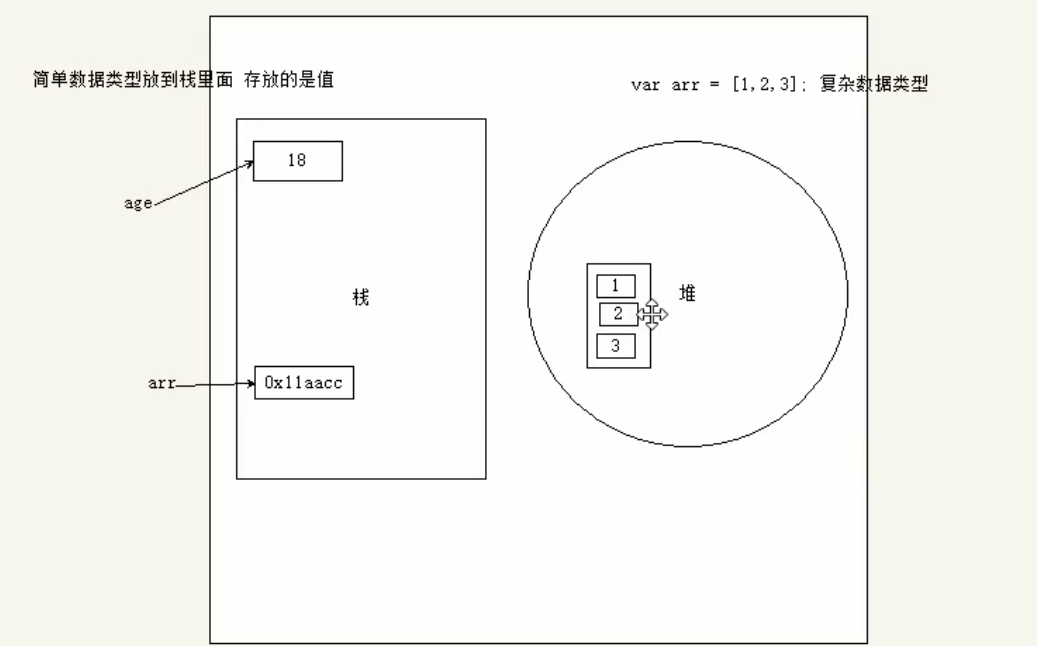 简单数据类型放到栈里面 存放的是值
var arr = [1,2,3]; 复杂数据类型
18
age
栈
arr
0x11aacc
1
2
3
堆